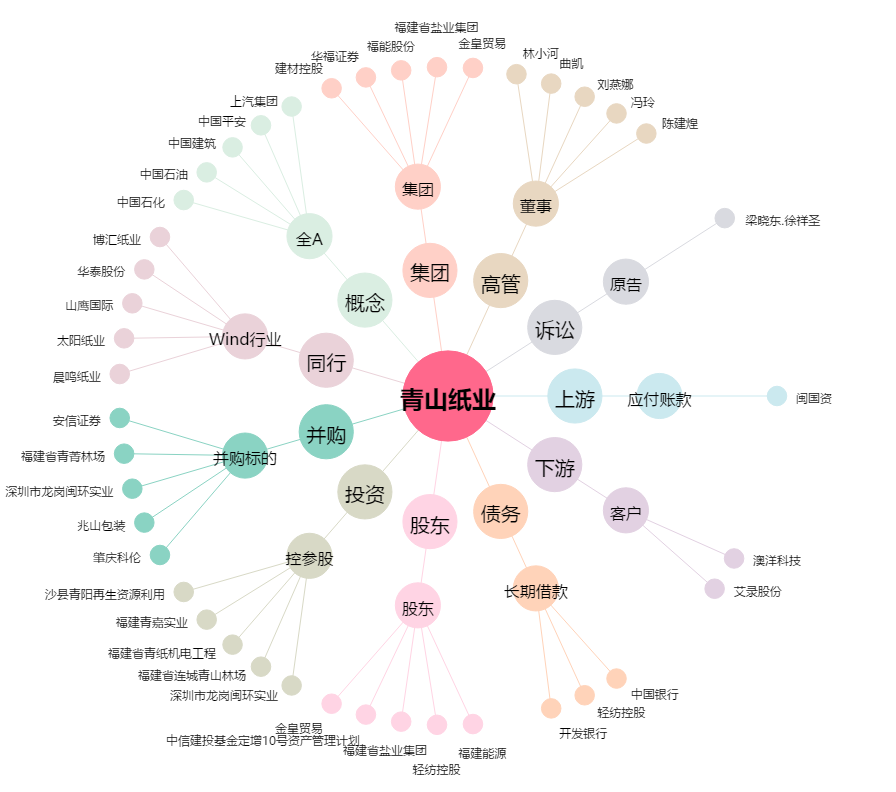 福建省盐业集团
金皇贸易
福能股份
华福证券
建材控股
林小河
曲凯
刘燕娜
冯玲
陈建煌
上汽集团
中国平安
中国建筑
中国石油
中国石化
集团
董事
全A
梁晓东.徐祥圣
博汇纸业
华泰股份
山鹰国际
太阳纸业
晨鸣纸业
集团
高管
原告
概念
诉讼
Wind行业
同行
青山纸业
上游
应付账款
闽国资
安信证券
福建省青菁林场
深圳市龙岗闽环实业
兆山包装
肇庆科伦
并购
并购标的
下游
客户
澳洋科技
艾录股份
投资
股东
债务
控参股
股东
长期借款
沙县青阳再生资源利用
福建青嘉实业
福建省青纸机电工程
福建省连城青山林场
深圳市龙岗闽环实业
中国银行
轻纺控股
开发银行
金皇贸易
中信建投基金定增10号资产管理计划
福建省盐业集团
轻纺控股
福建能源